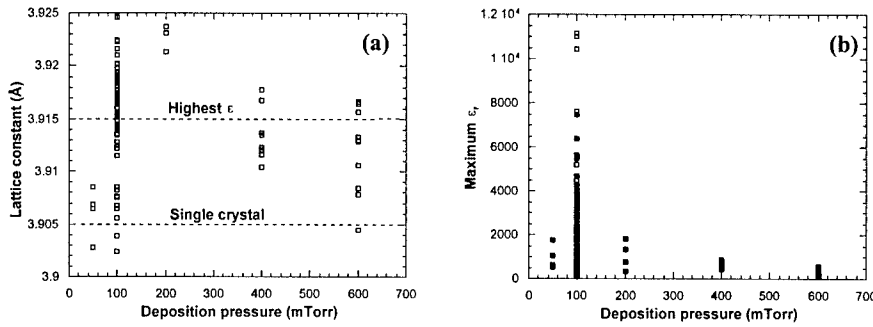 3.925
3.92
3.915
3.91
3.905
3.9
Lattice constant (Å)
(a)
Highest ε
Single crystal
0 100 200 300 400 500 600 700
Deposition pressure (mTorr)
1.2 10⁴
1 10⁴
8000
6000
4000
2000
0
Maximum εᵣ
(b)
0 100 200 300 400 500 600 700
Deposition pressure (mTorr)